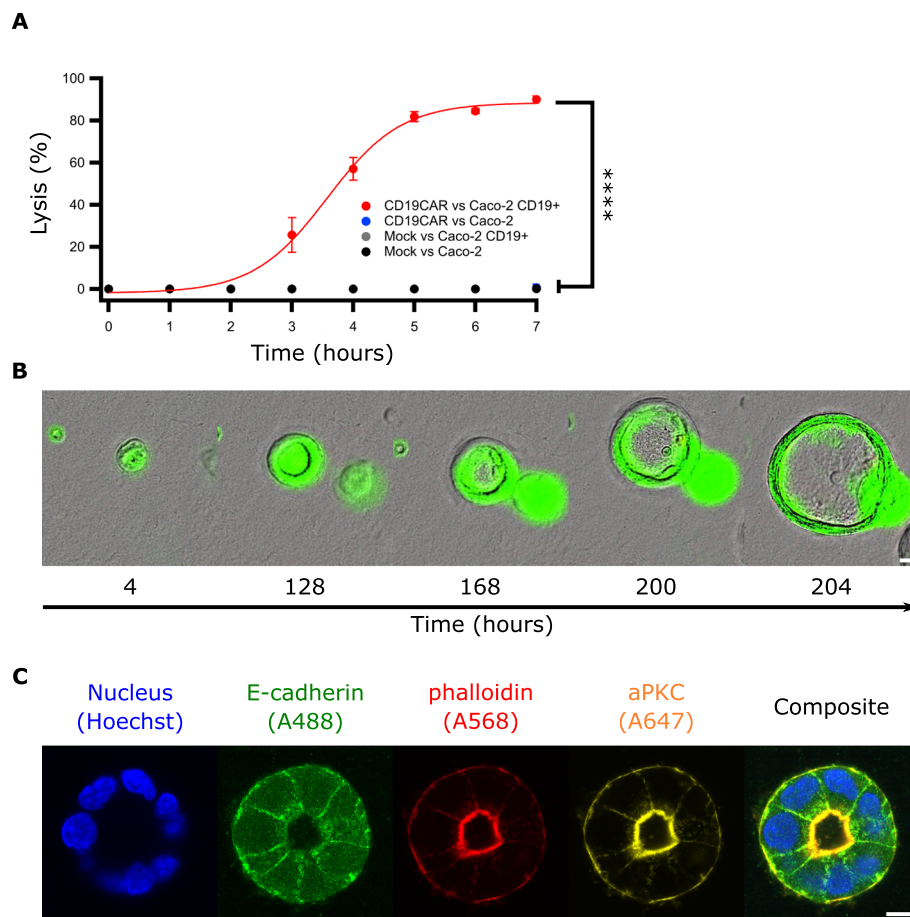 A
100
80
60
40
20
0
Lysis (%)
CD19CAR vs Caco-2 CD19+
CD19CAR vs Caco-2
Mock vs Caco-2 CD19+
Mock vs Caco-2
****
0 1 2 3 4 5 6 7
Time (hours)
B
4 128 168 200 204
Time (hours)
C
Nucleus
(Hoechst)
E-cadherin
(A488)
phalloidin
(A568)
aPKC
(A647)
Composite